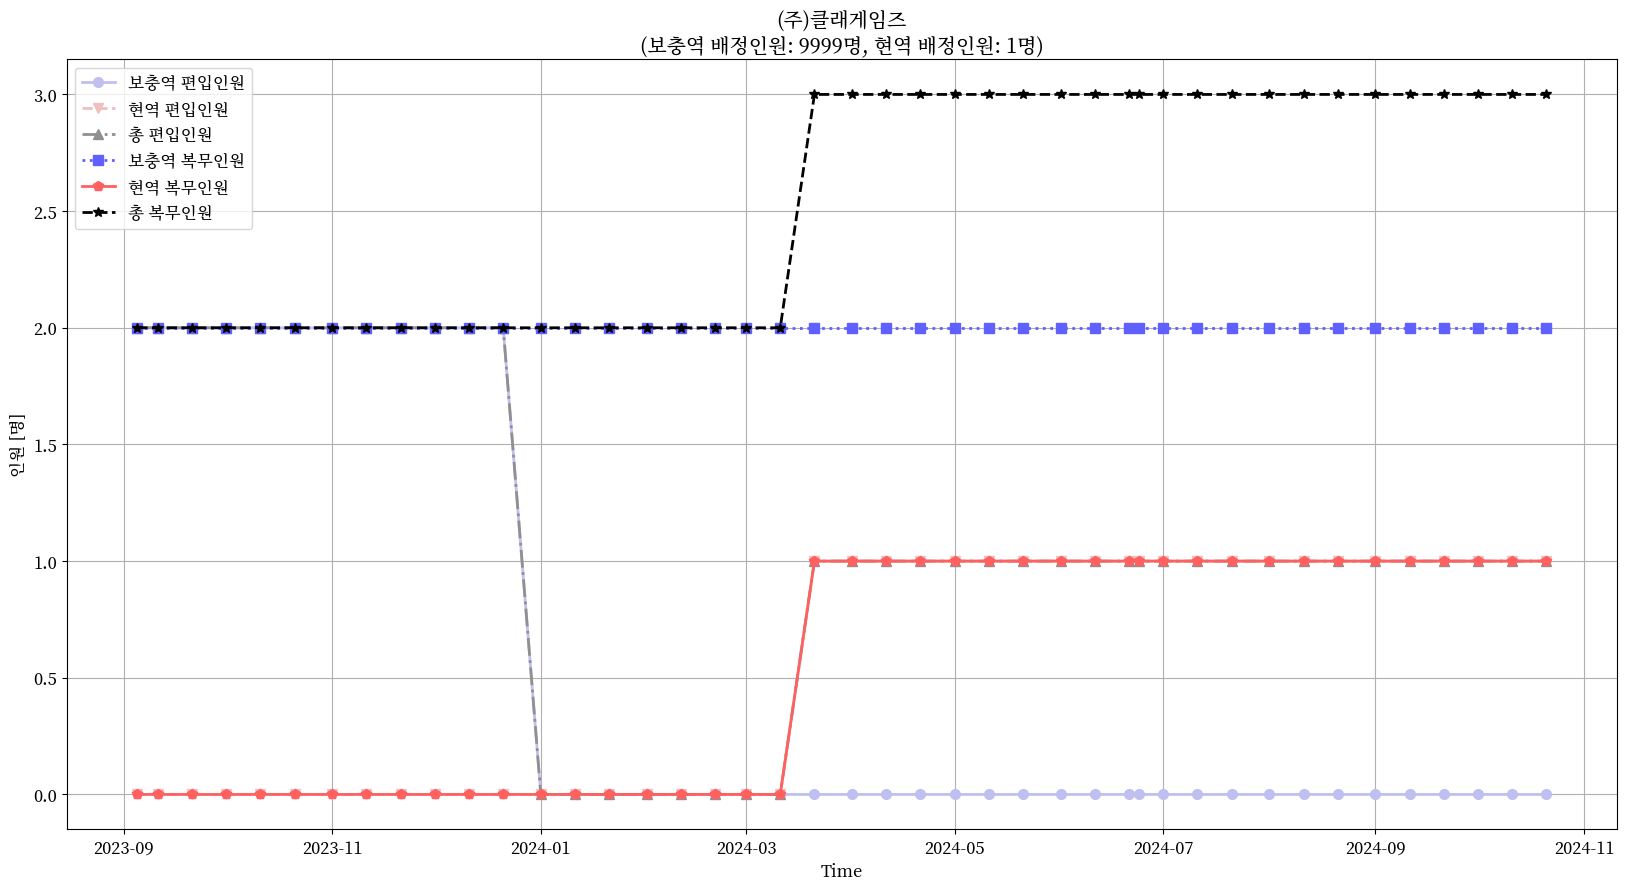 (주)클래게임즈
(보충역 배정인원: 9999명, 현역 배정인원: 1명)
보충역 편입인원
현역 편입인원
총 편입인원
보충역 복무인원
현역 복무인원
총 복무인원
3.0
2.5
2.0
1.5
1.0
0.5
0.0
인원 [명]
2023-09
2023-11
2024-01
2024-03
2024-05
2024-07
2024-09
2024-11
Time